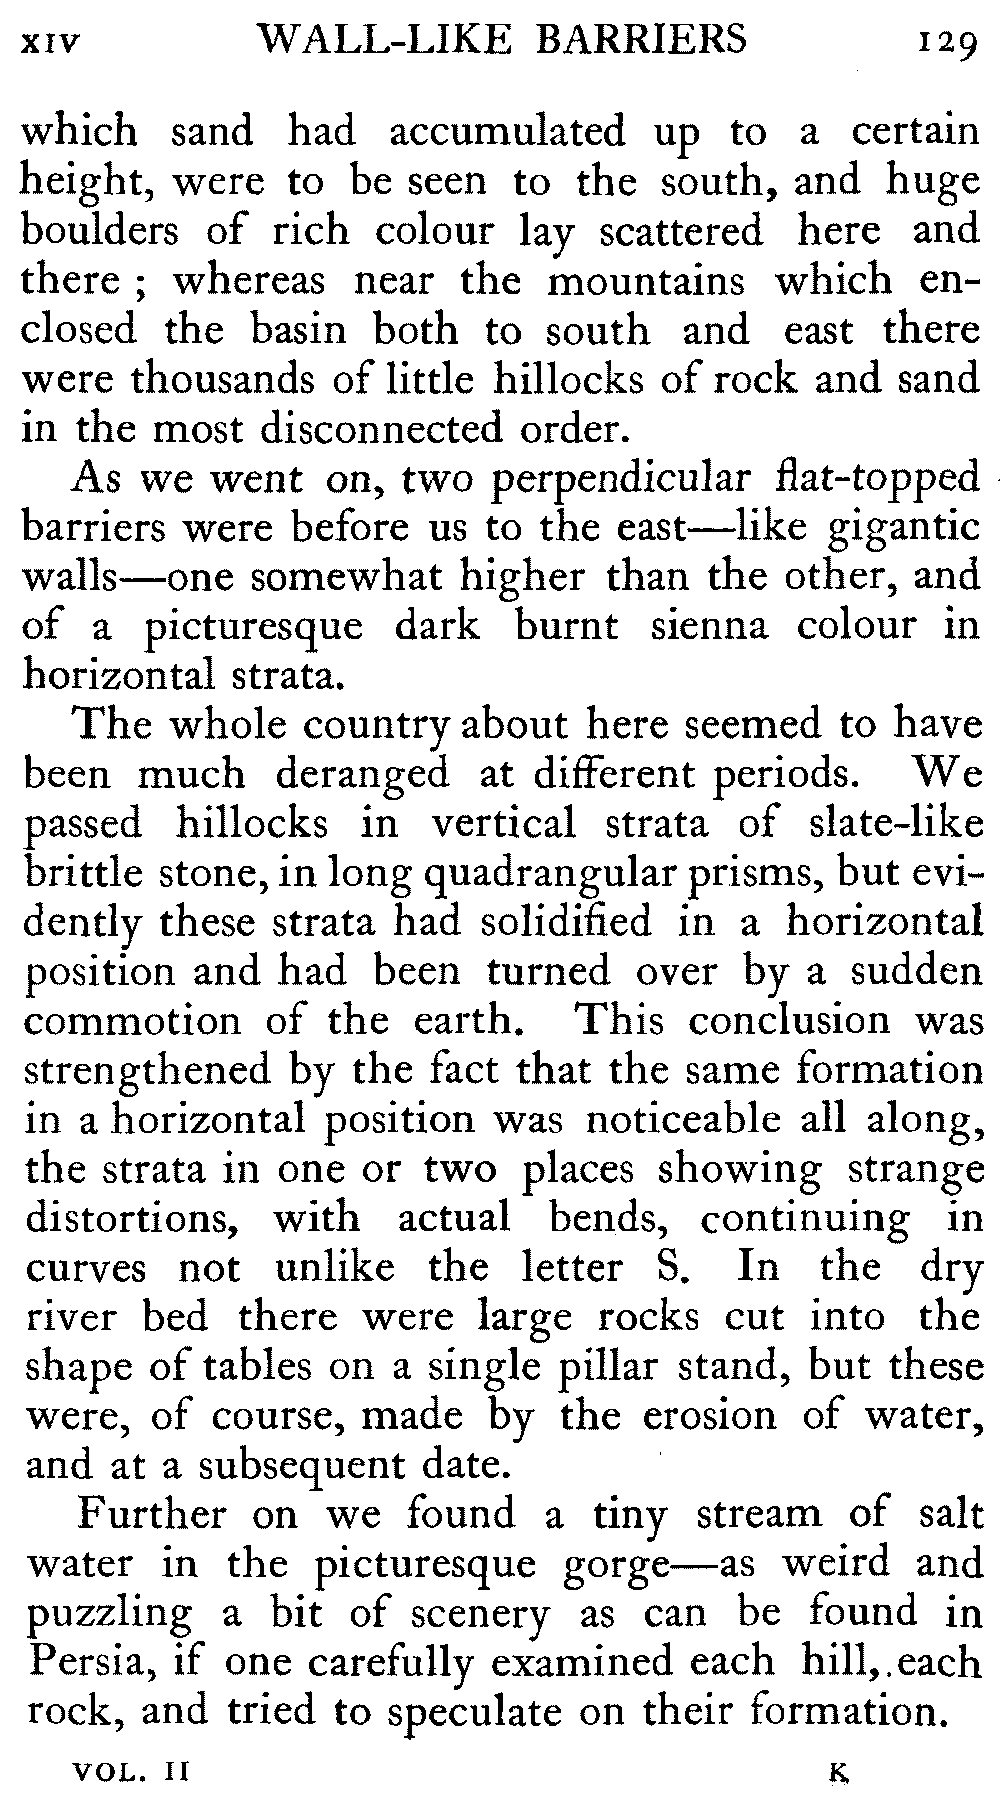 XIV WALL-LIKE BARRIERS 129
which sand had accumulated up to a certain
height, were to be seen to the south, and huge
boulders of rich colour lay scattered here and
there ; whereas near the mountains which en-
closed the basin both to south and east there
were thousands of little hillocks of rock and sand
in the most disconnected order.
As we went on, two perpendicular flat-topped
barriers were before us to the east—like gigantic
walls—one somewhat higher than the other, and
of a picturesque dark burnt sienna colour in
horizontal strata.
The whole country about here seemed to have
been much deranged at different periods. We
passed hillocks in vertical strata of slate-like
brittle stone, in long quadrangular prisms, but evi-
dently these strata had solidified in a horizontal
position and had been turned over by a sudden
commotion of the earth. This conclusion was
strengthened by the fact that the same formation
in a horizontal position was noticeable all along,
the strata in one or two places showing strange
distortions, with actual bends, continuing in
curves not unlike the letter S. In the dry
river bed there were large rocks cut into the
shape of tables on a single pillar stand, but these
were, of course, made by the erosion of water,
and at a subsequent date.
Further on we found a tiny stream of salt
water in the picturesque gorge—as weird and
puzzling a bit of scenery as can be found in
Persia, if one carefully examined each hill, each
rock, and tried to speculate on their formation.
VOL. II K